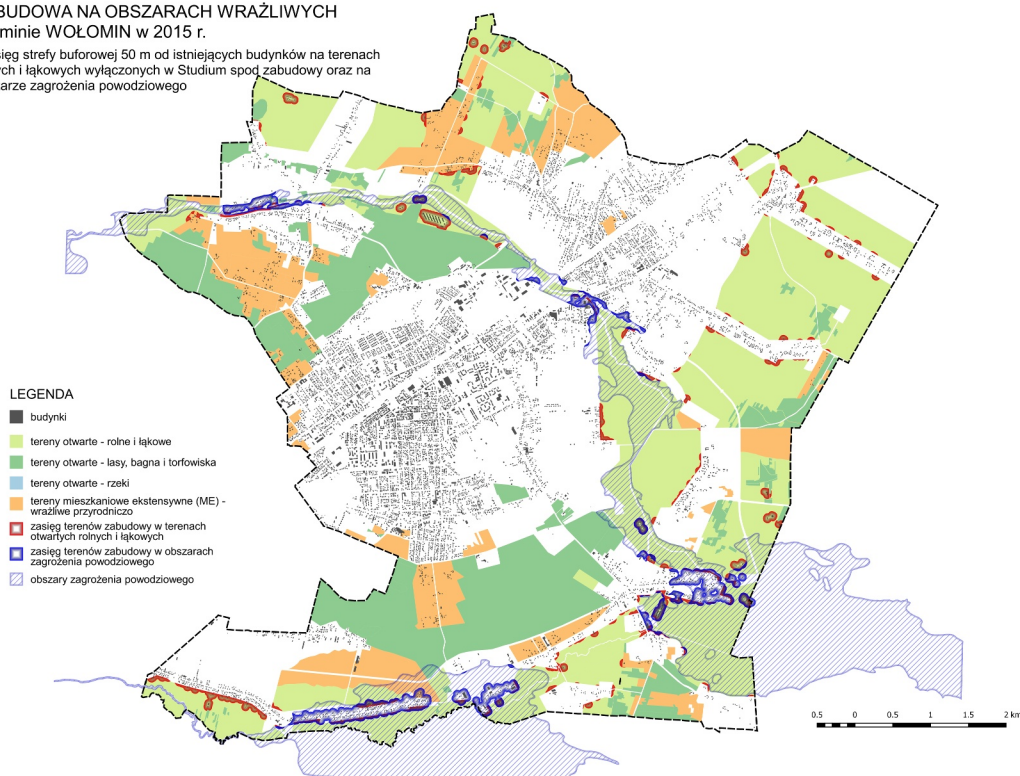 BUDOWA NA OBSZARACH WRAŻLIWYCH
minie WOŁOMIN w 2015 r.
ięg strefy buforowej 50 m od istniejących budynków na terenach
ych i łąkowych wyłączonych w Studium spod zabudowy oraz na
arze zagrożenia powodziowego
LEGENDA
budynki
tereny otwarte - rolne i łąkowe
tereny otwarte - lasy, bagna i torfowiska
tereny otwarte - rzeki
tereny mieszkaniowe ekstensywne (ME) -
wrażliwe przyrodniczo
zasięg terenów zabudowy w terenach
otwartych rolnych i łąkowych
zasięg terenów zabudowy w obszarach
zagrożenia powodziowego
obszary zagrożenia powodziowego
0.5 0 0.5 1 1.5 2 km